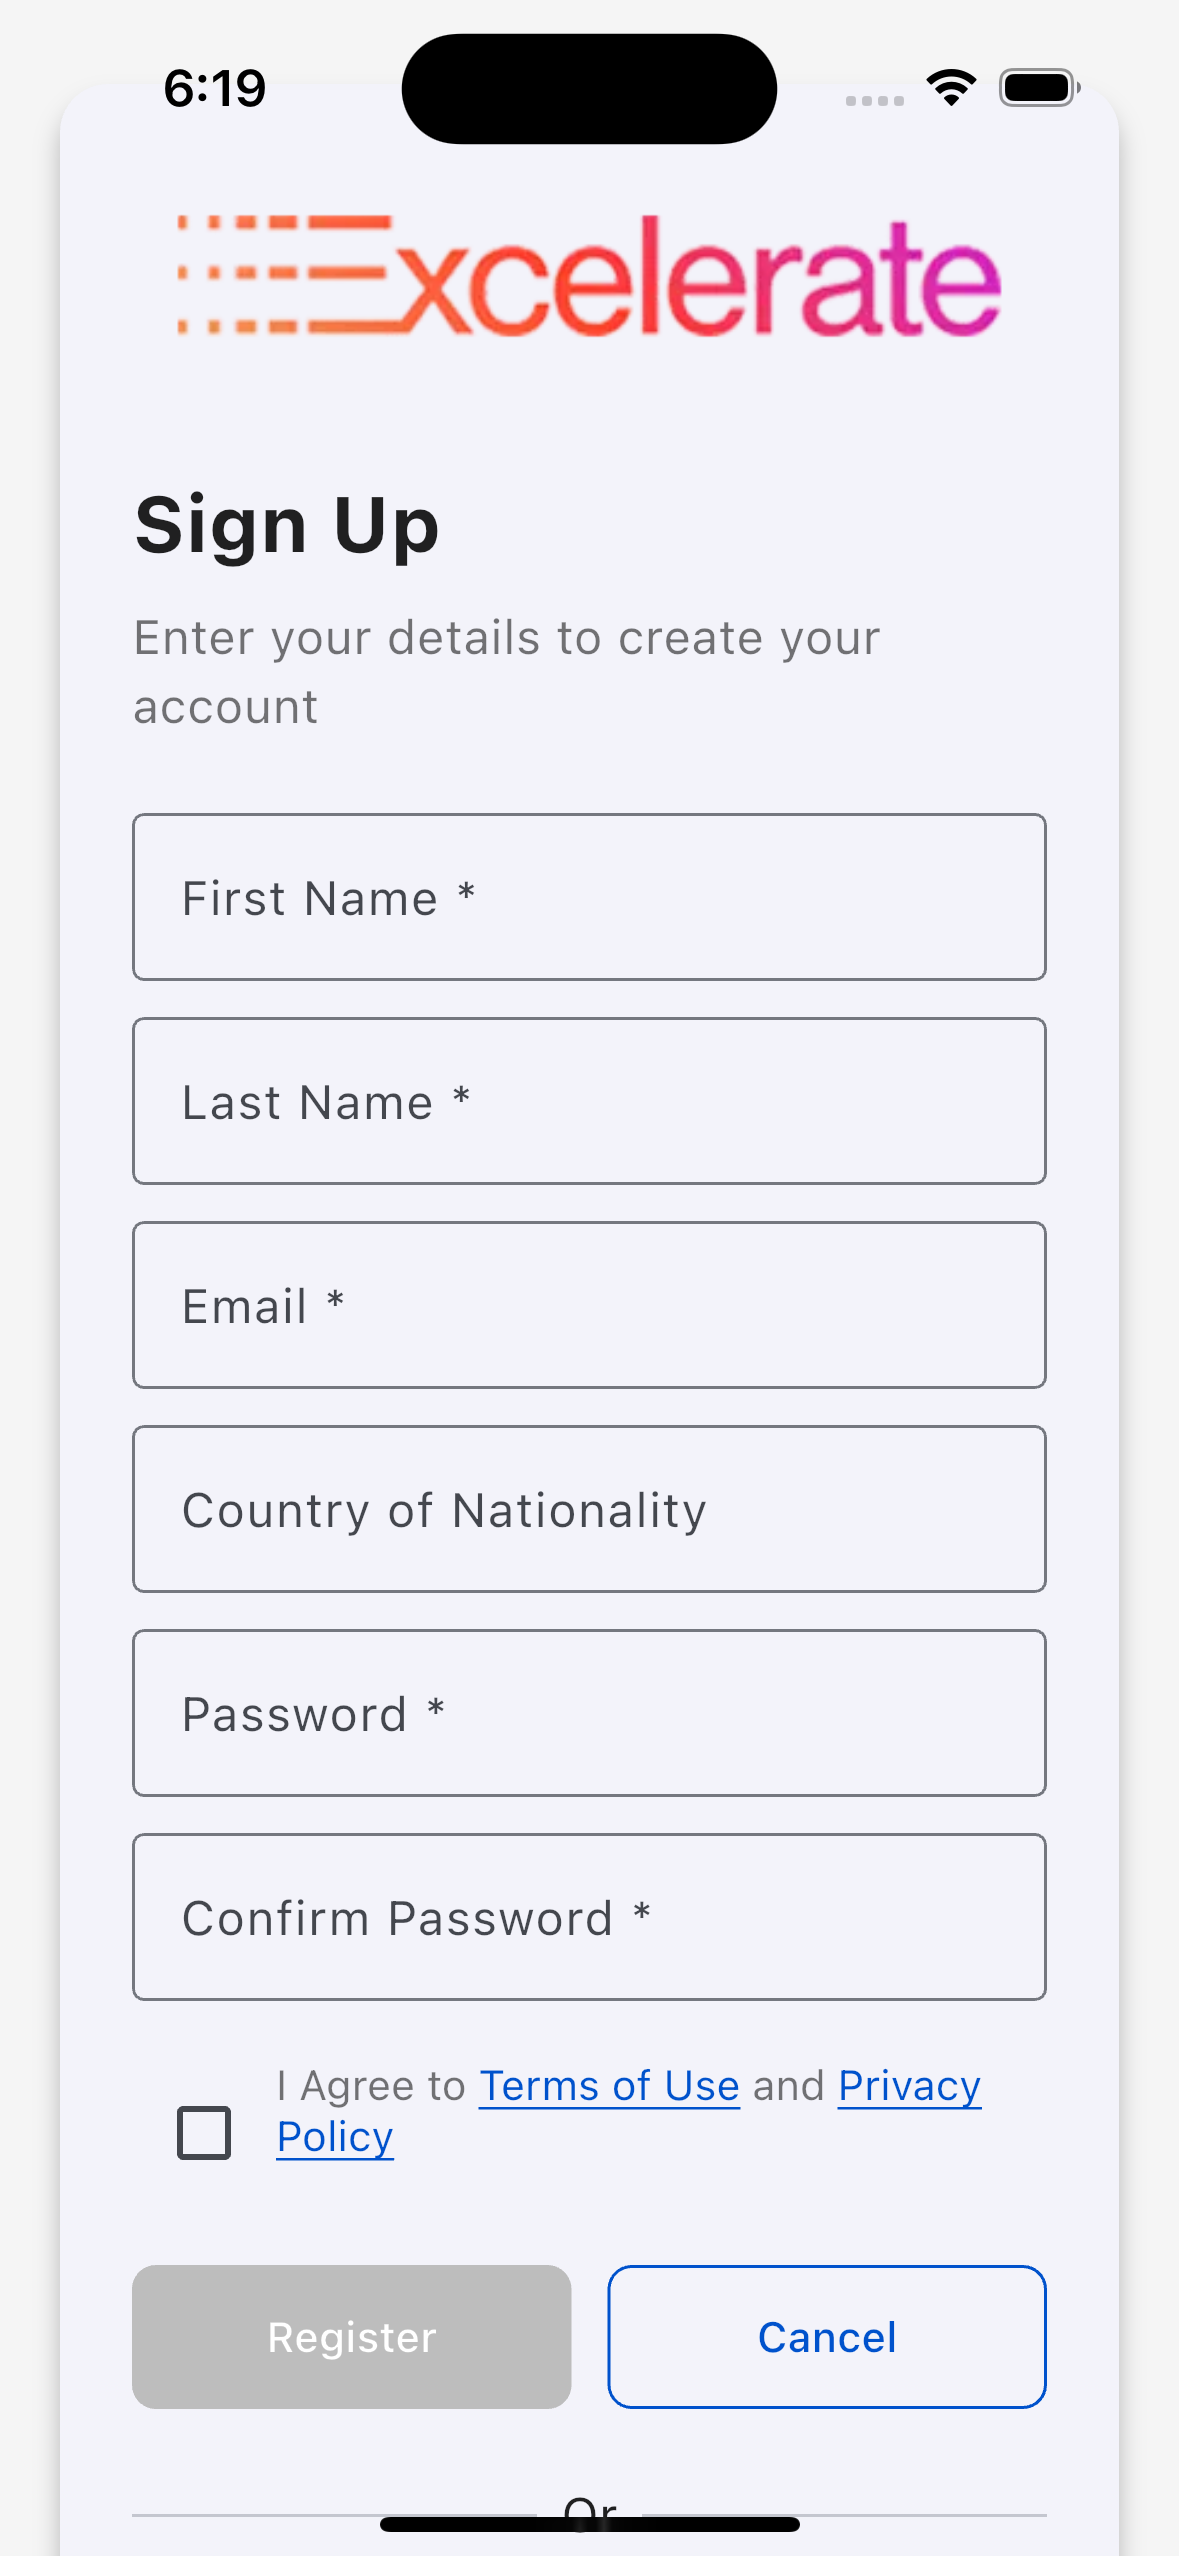 6:19
Excelerate
Sign Up
Enter your details to create your
account
First Name *
Last Name *
Email *
Country of Nationality
Password *
Confirm Password *
I Agree to Terms of Use and Privacy
Policy
Register
Cancel
Or